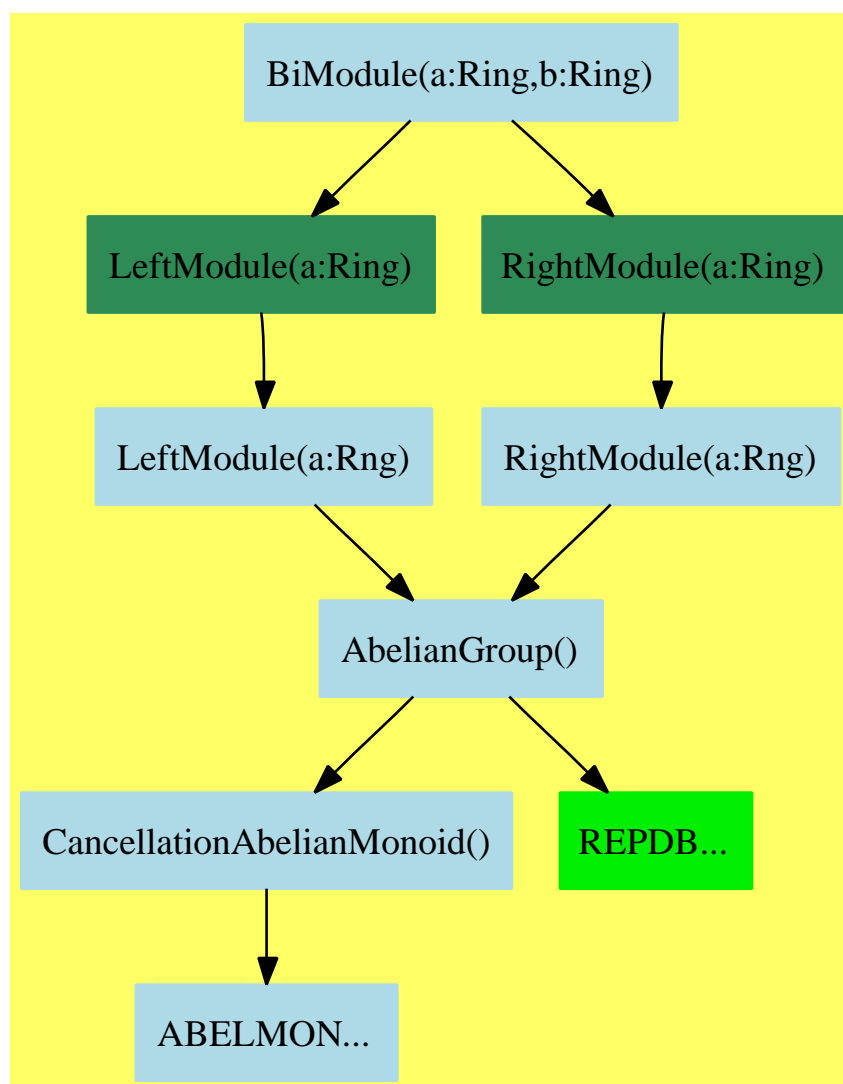 BiModule(a:Ring,b:Ring)
LeftModule(a:Ring)
RightModule(a:Ring)
LeftModule(a:Rng)
RightModule(a:Rng)
AbelianGroup()
CancellationAbelianMonoid()
REPDB...
ABELMON...